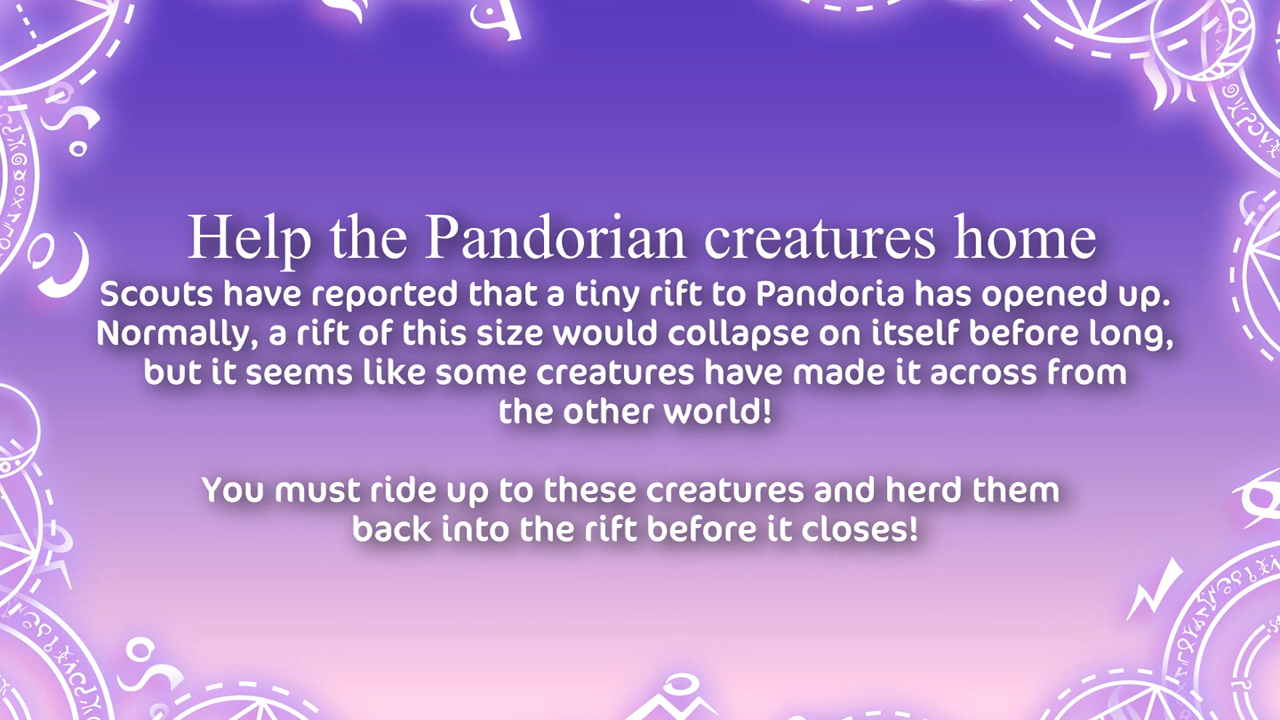 Help the Pandorian creatures home
Scouts have reported that a tiny rift to Pandoria has opened up.
Normally, a rift of this size would collapse on itself before long,
but it seems like some creatures have made it across from
the other world!
You must ride up to these creatures and herd them
back into the rift before it closes!